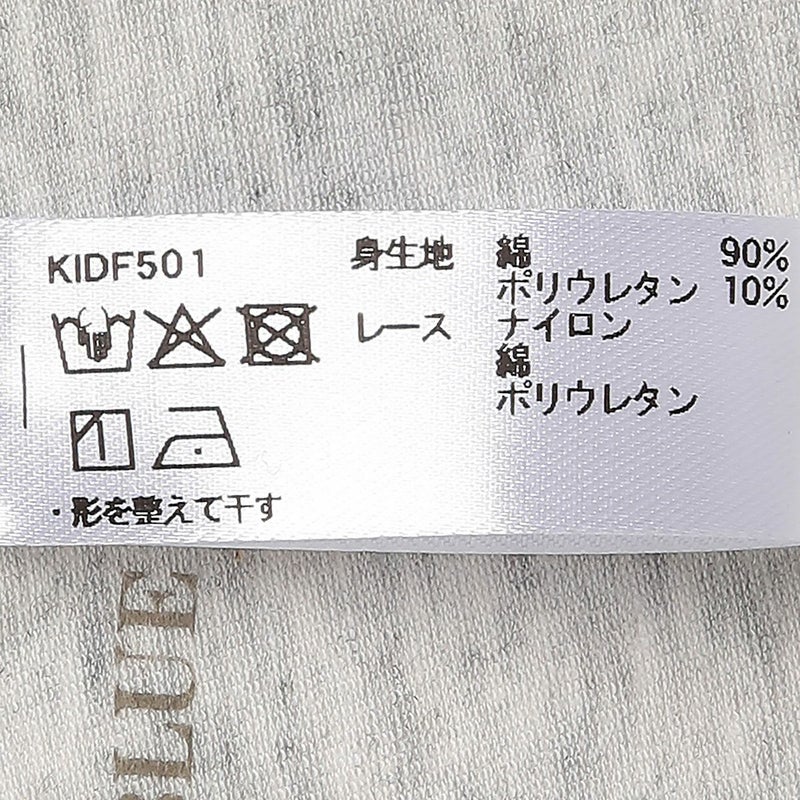 KIDF501
身生地 綿 90%
ポリウレタン 10%
レース ナイロン
綿
ポリウレタン
・形を整えて干す
BLUE